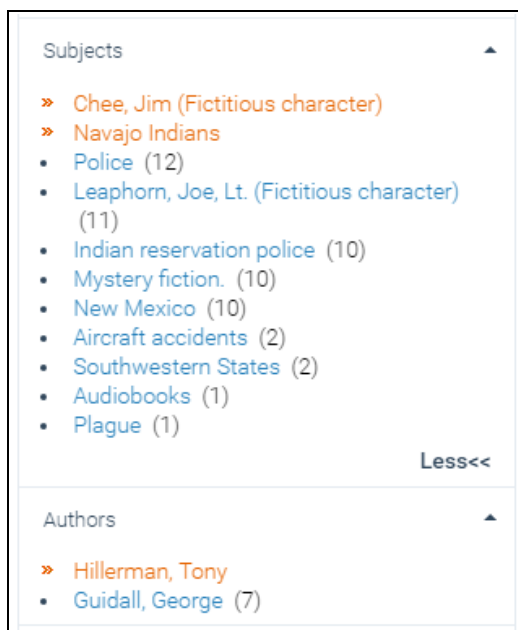 Subjects
» Chee, Jim (Fictitious character)
» Navajo Indians
• Police (12)
• Leaphorn, Joe, Lt. (Fictitious character)
(11)
• Indian reservation police (10)
• Mystery fiction. (10)
• New Mexico (10)
• Aircraft accidents (2)
• Southwestern States (2)
• Audiobooks (1)
• Plague (1)
Less<<
Authors
» Hillerman, Tony
• Guidall, George (7)